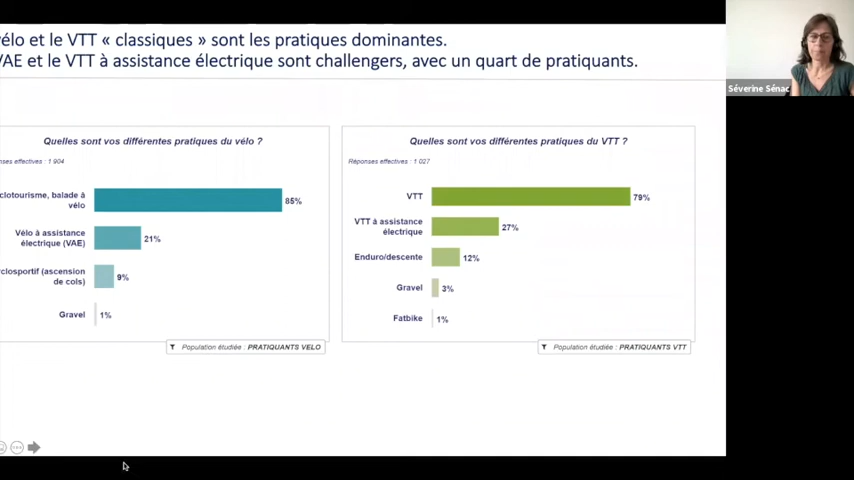 vélo et le VTT « classiques » sont les pratiques dominantes.
VAE et le VTT à assistance électrique sont challengers, avec un quart de pratiquants.
Séverine Sénac
Quelles sont vos différentes pratiques du vélo ?
nses effectives : 1 904
clotourisme, balade à
vélo
85%
Vélo à assistance
électrique (VAE)
21%
rclosportif (ascension
de cols)
9%
Gravel
1%
Population étudiée : PRATIQUANTS VELO
Quelles sont vos différentes pratiques du VTT ?
Réponses effectives : 1 027
VTT
79%
VTT à assistance
électrique
27%
Enduro/descente
12%
Gravel
3%
Fatbike
1%
Population étudiée : PRATIQUANTS VTT